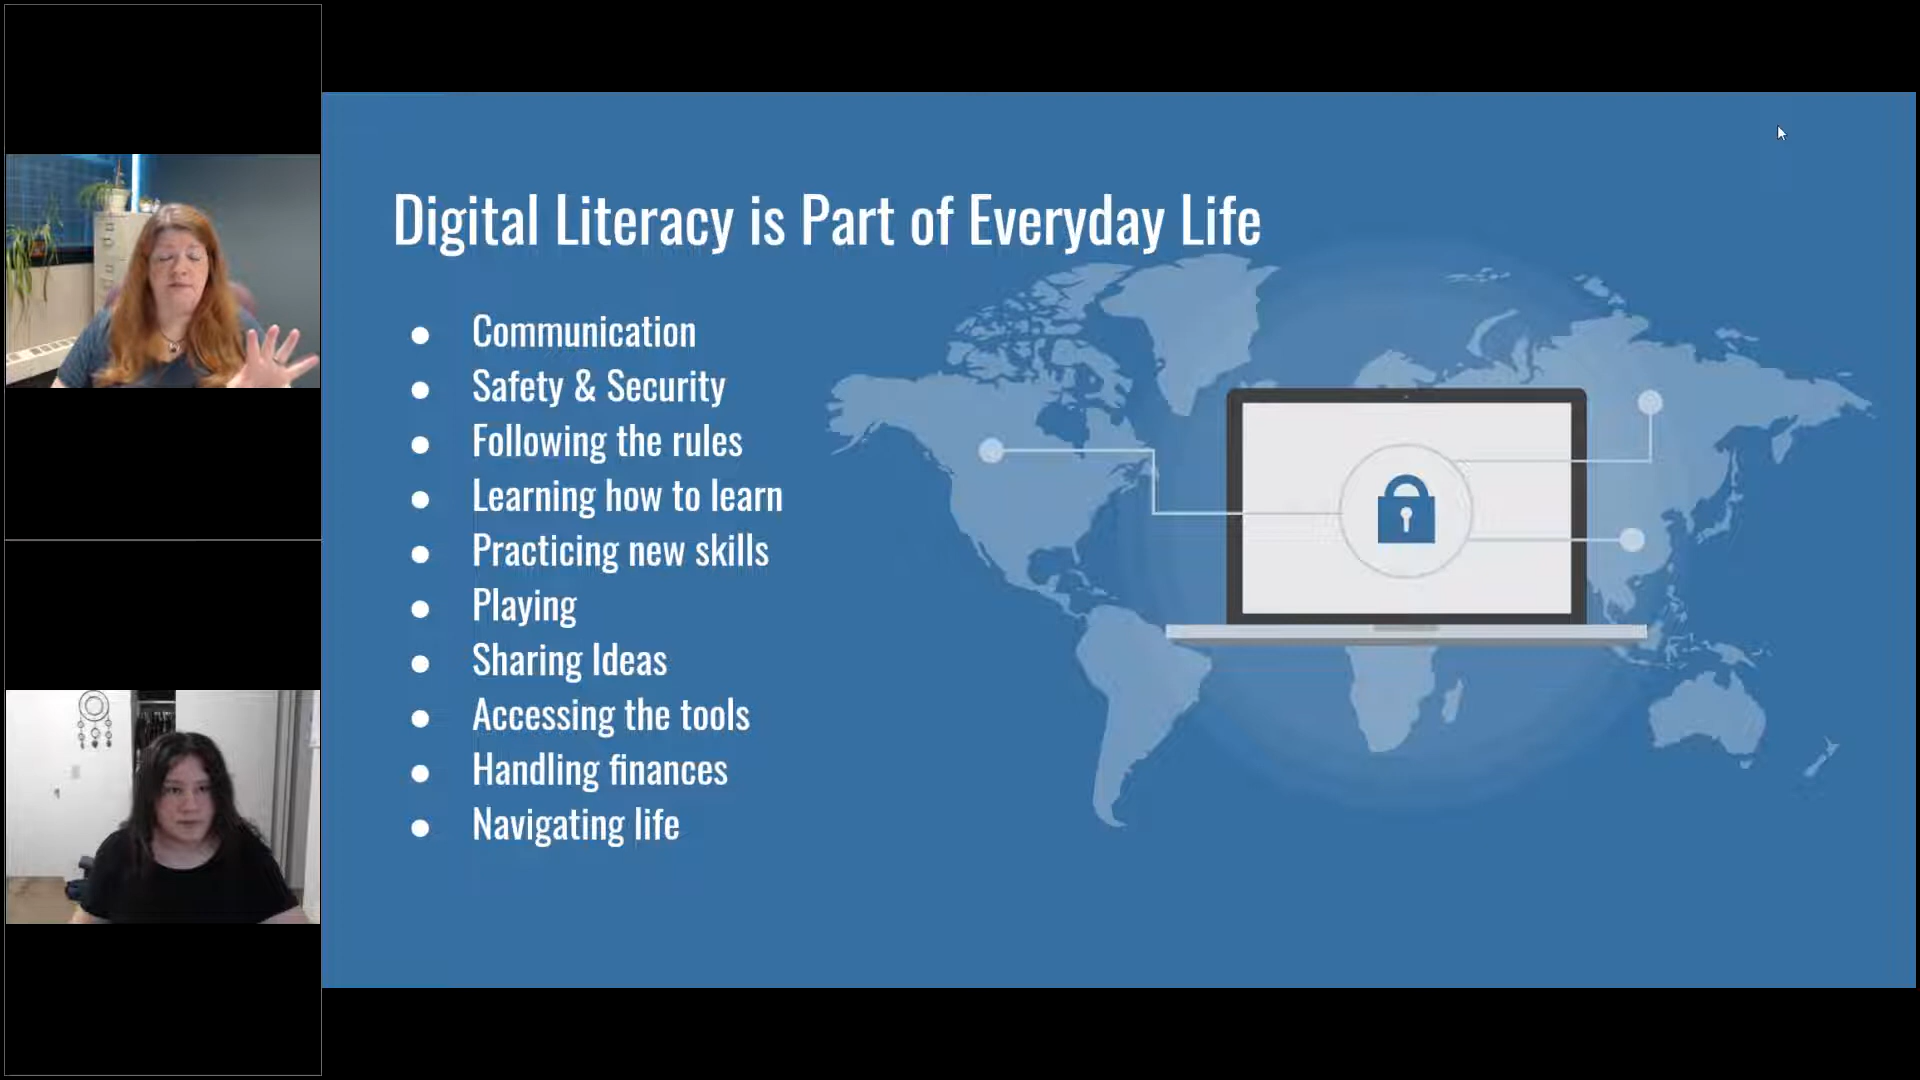 Digital Literacy is Part of Everyday Life
● Communication
● Safety & Security
● Following the rules
● Learning how to learn
● Practicing new skills
● Playing
● Sharing Ideas
● Accessing the tools
● Handling finances
● Navigating life